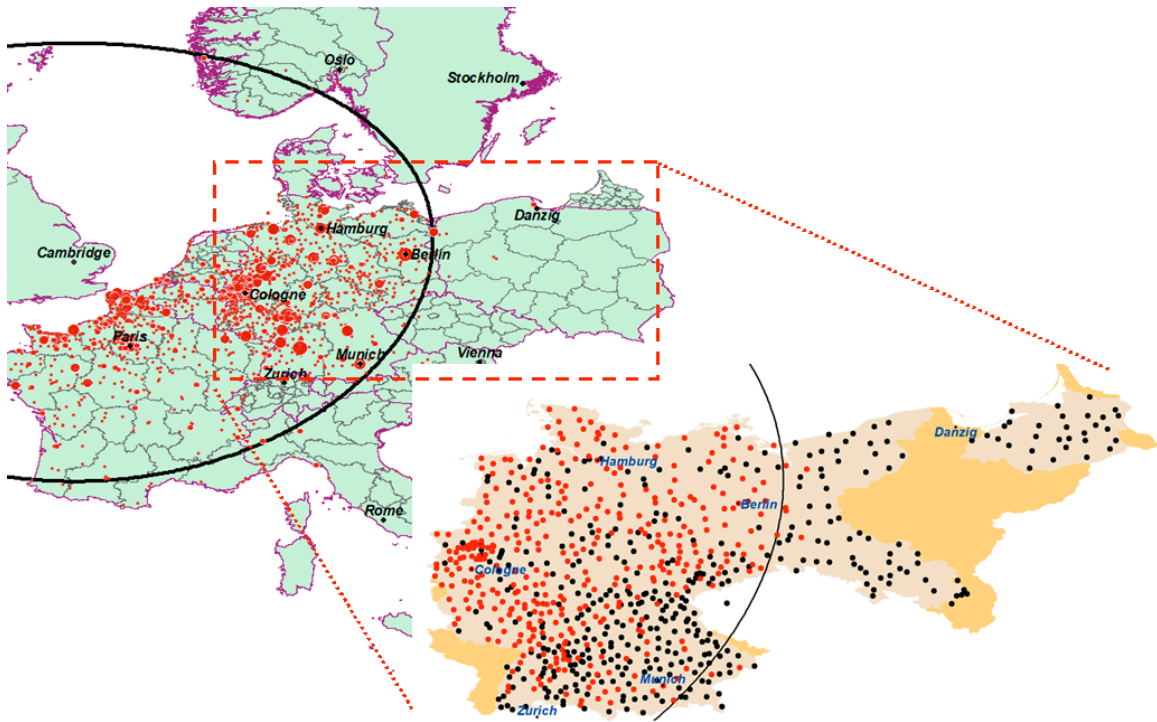 Oslo
Stockholm
Danzig
Hamburg
Cambridge
Berlin
Cologne
Paris
Munich
Vienna
Zurich
Rome
Danzig
Hamburg
Berlin
Cologne
Munich
Zurich